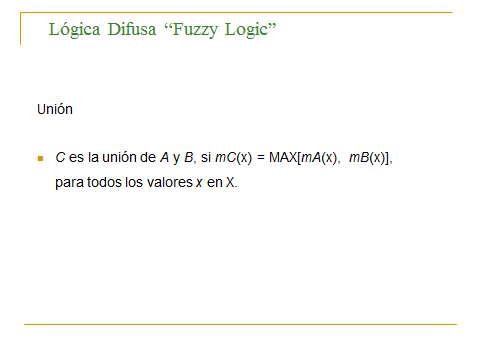 Lógica Difusa “Fuzzy Logic”
Unión
C es la unión de A y B, si mC(x) = MAX[mA(x), mB(x)],
para todos los valores x en X.